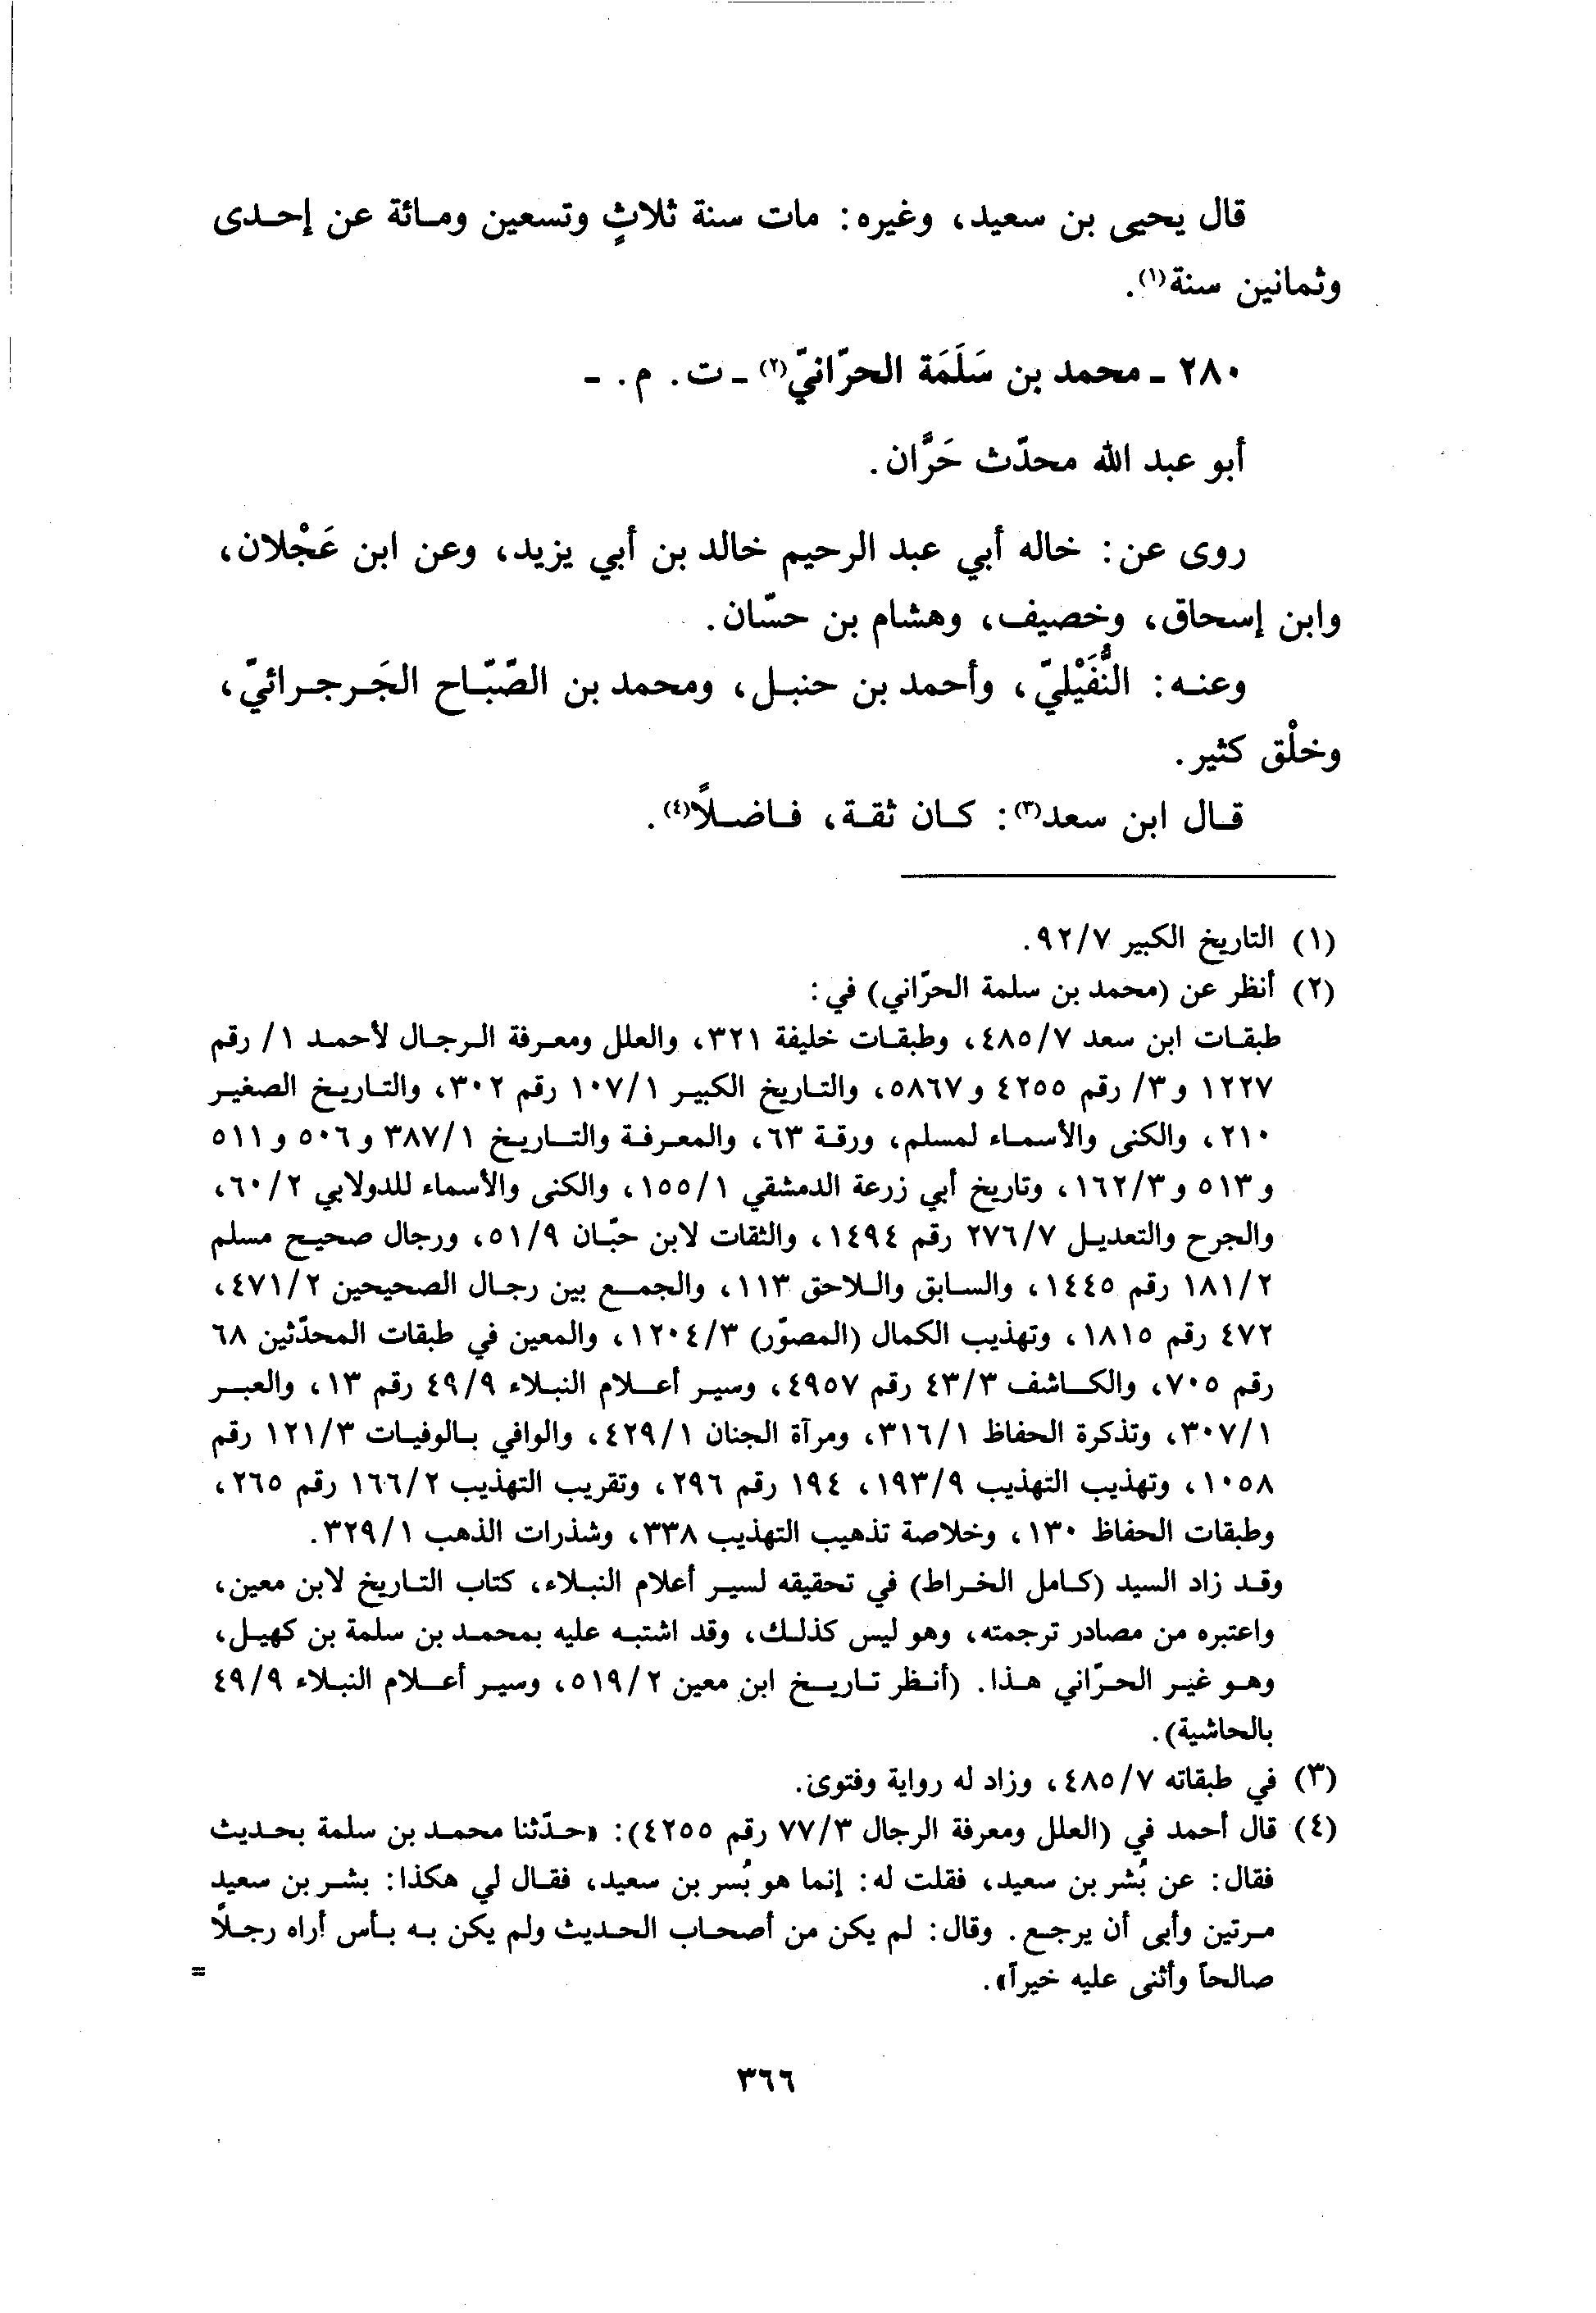 قال يحيى بن سعيد، وغيره: مات سنة ثلاثٍ وتسعين ومائة عن إحدى
وثمانين سنة(١).
٢٨٠ ـ محمد بن سَلَمَة الحرّانيّ(٢) ـ ت. م. ـ
أبو عبد الله محدّث حَرَّان.
روى عن: خاله أبي عبد الرحيم خالد بن أبي يزيد، وعن ابن عَجْلان،
وابن إسحاق، وخصيف، وهشام بن حسّان.
وعنه: النُّفَيْليّ، وأحمد بن حنبل، ومحمد بن الصّبّاح الجَرجرائيّ،
وخلْق كثير.
قال ابن سعد(٣): كان ثقة، فاضلاً(٤).
(١) التاريخ الكبير ٩٢/٧.
(٢) أنظر عن (محمد بن سلمة الحرّاني) في:
طبقات ابن سعد ٤٨٥/٧، وطبقات خليفة ٣٢١، والعلل ومعرفة الرجال لأحمد ١/ رقم
١٢٢٧ و٣/ رقم ٤٢٥٥ و٥٨٦٧، والتاريخ الكبير ١٠٧/١ رقم ٣٠٢، والتاريخ الصغير
٢١٠، والكنى والأسماء لمسلم، ورقة ٦٣، والمعرفة والتاريخ ٣٨٧/١ و٥٠٦ و٥١١
و٥١٣ و١٦٢/٣، وتاريخ أبي زرعة الدمشقي ١٥٥/١، والكنى والأسماء للدولابي ٦٠/٢،
والجرح والتعديل ٢٧٦/٧ رقم ١٤٩٤، والثقات لابن حبّان ٥١/٩، ورجال صحيح مسلم
١٨١/٢ رقم ١٤٤٥، والسابق واللاحق ١١٣، والجمع بين رجال الصحيحين ٤٧١/٢،
٤٧٢ رقم ١٨١٥، وتهذيب الكمال (المصوّر) ١٢٠٤/٣، والمعين في طبقات المحدّثين ٦٨
رقم ٧٠٥، والكاشف ٤٣/٣ رقم ٤٩٥٧، وسير أعلام النبلاء ٤٩/٩ رقم ١٣، والعبر
٣٠٧/١، وتذكرة الحفاظ ٣١٦/١، ومرآة الجنان ٤٢٩/١، والوافي بالوفيات ١٢١/٣ رقم
١٠٥٨، وتهذيب التهذيب ١٩٣/٩، ١٩٤ رقم ٢٩٦، وتقريب التهذيب ١٦٦/٢ رقم ٢٦٥،
وطبقات الحفاظ ١٣٠، وخلاصة تذهيب التهذيب ٣٣٨، وشذرات الذهب ٣٢٩/١.
وقد زاد السيد (كامل الخراط) في تحقيقه لسير أعلام النبلاء، كتاب التاريخ لابن معين،
واعتبره من مصادر ترجمته، وهو ليس كذلك، وقد اشتبه عليه بمحمد بن سلمة بن كهيل،
وهو غير الحرّاني هذا. (أنظر تاريخ ابن معين ٥١٩/٢، وسير أعلام النبلاء ٤٩/٩
بالحاشية).
(٣) في طبقاته ٤٨٥/٧، وزاد له رواية وفتوى.
(٤) قال أحمد في (العلل ومعرفة الرجال ٧٧/٣ رقم ٤٢٥٥): «حدّثنا محمد بن سلمة بحديث
فقال: عن بُشر بن سعيد، فقلت له: إنما هو بُسر بن سعيد، فقال لي هكذا: بشر بن سعيد
مرتين وأبى أن يرجع. وقال: لم يكن من أصحاب الحديث ولم يكن به بأس أراه رجلاً
صالحاً وأثنى عليه خيراً».
=
٣٦٦